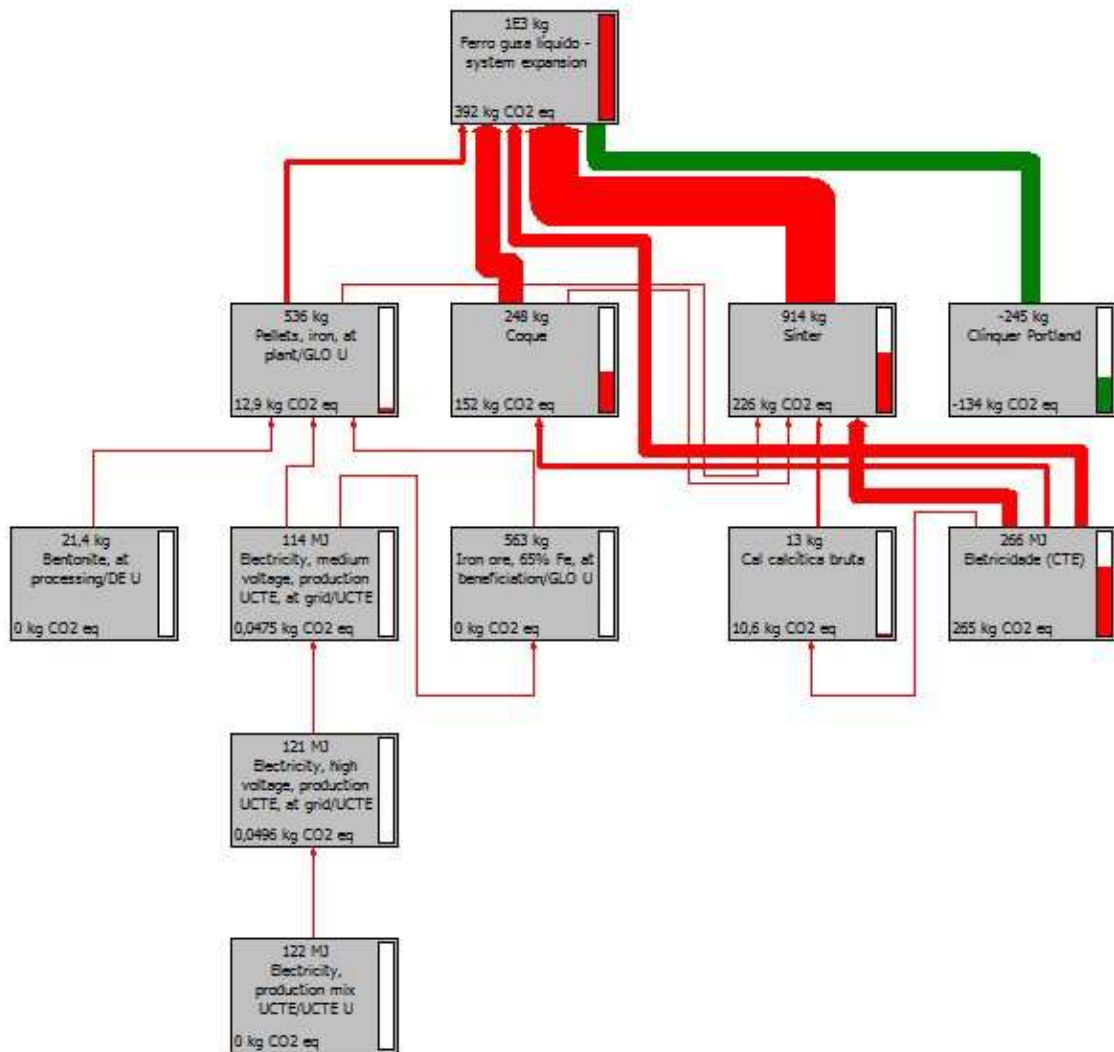 1E3 kg
Ferro gusa líquido -
system expansion
392 kg CO2 eq
536 kg
Pellets, iron, at
plant/GLO U
12,9 kg CO2 eq
248 kg
Coque
152 kg CO2 eq
914 kg
Sínter
226 kg CO2 eq
-245 kg
Clínquer Portland
-134 kg CO2 eq
21,4 kg
Bentonite, at
processing/DE U
0 kg CO2 eq
114 MJ
Electricity, medium
voltage, production
UCTE, at grid/UCTE
0,0475 kg CO2 eq
563 kg
Iron ore, 65% Fe, at
beneficiation/GLO U
0 kg CO2 eq
13 kg
Cal calcítica bruta
10,6 kg CO2 eq
266 MJ
Eletricidade (CTE)
265 kg CO2 eq
121 MJ
Electricity, high
voltage, production
UCTE, at grid/UCTE
0,0496 kg CO2 eq
122 MJ
Electricity,
production mix
UCTE/UCTE U
0 kg CO2 eq